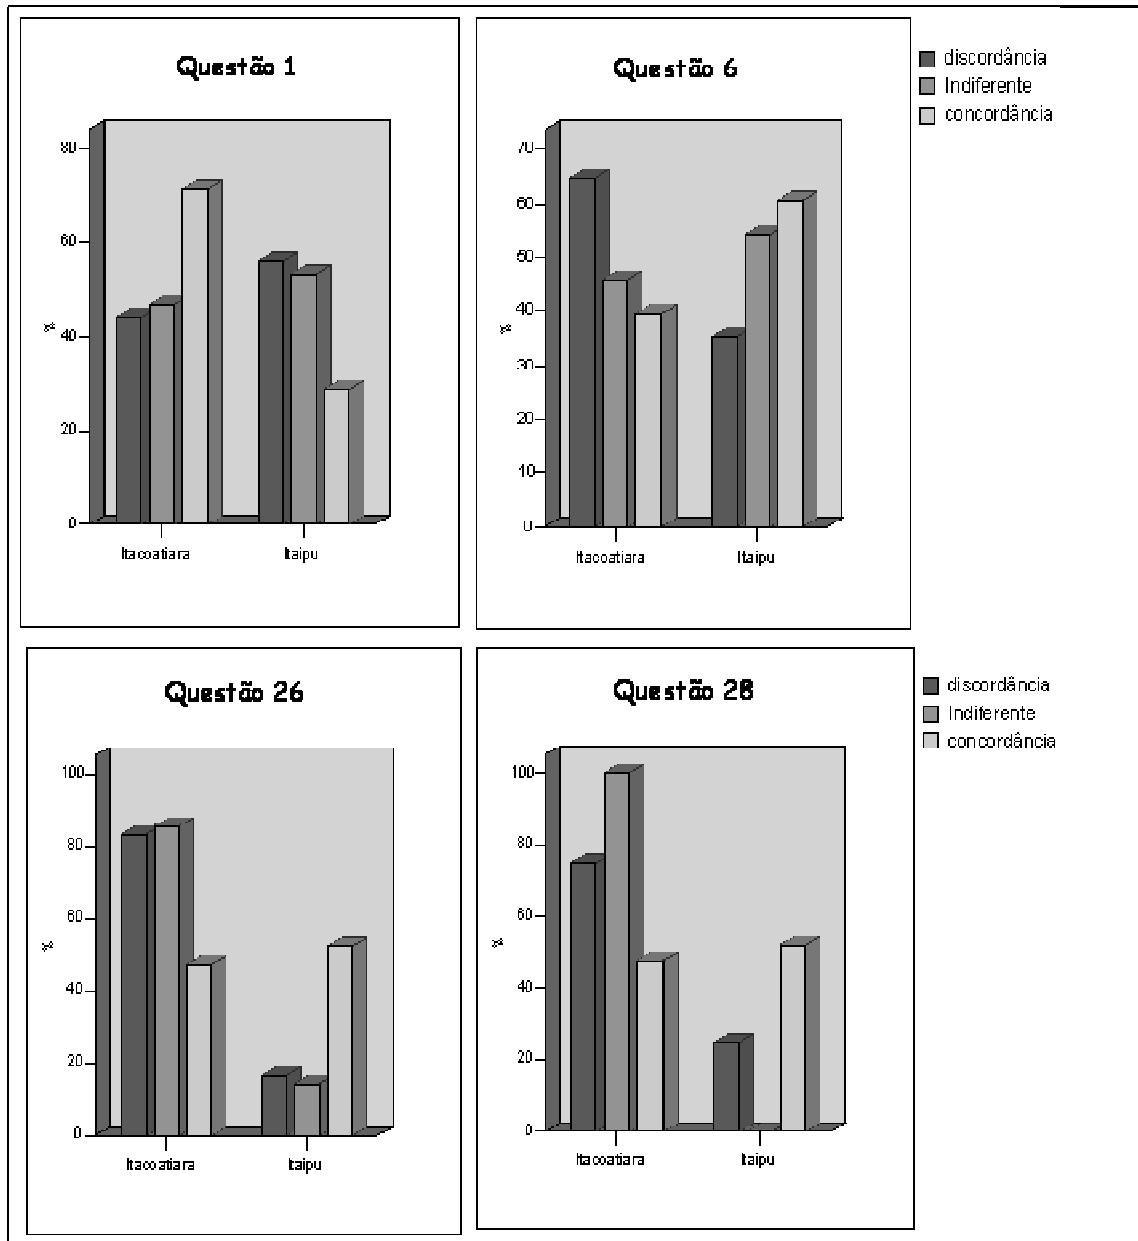 Questão 1
80
60
40
20
0
%
Itacoatiara
Itaipu
Questão 6
70
60
50
40
30
20
10
0
%
Itacoatiara
Itaipu
discordância
Indiferente
concordância
Questão 26
100
80
60
40
20
0
%
Itacoatiara
Itaipu
Questão 28
100
80
60
40
20
0
%
Itacoatiara
Itaipu
discordância
Indiferente
concordância